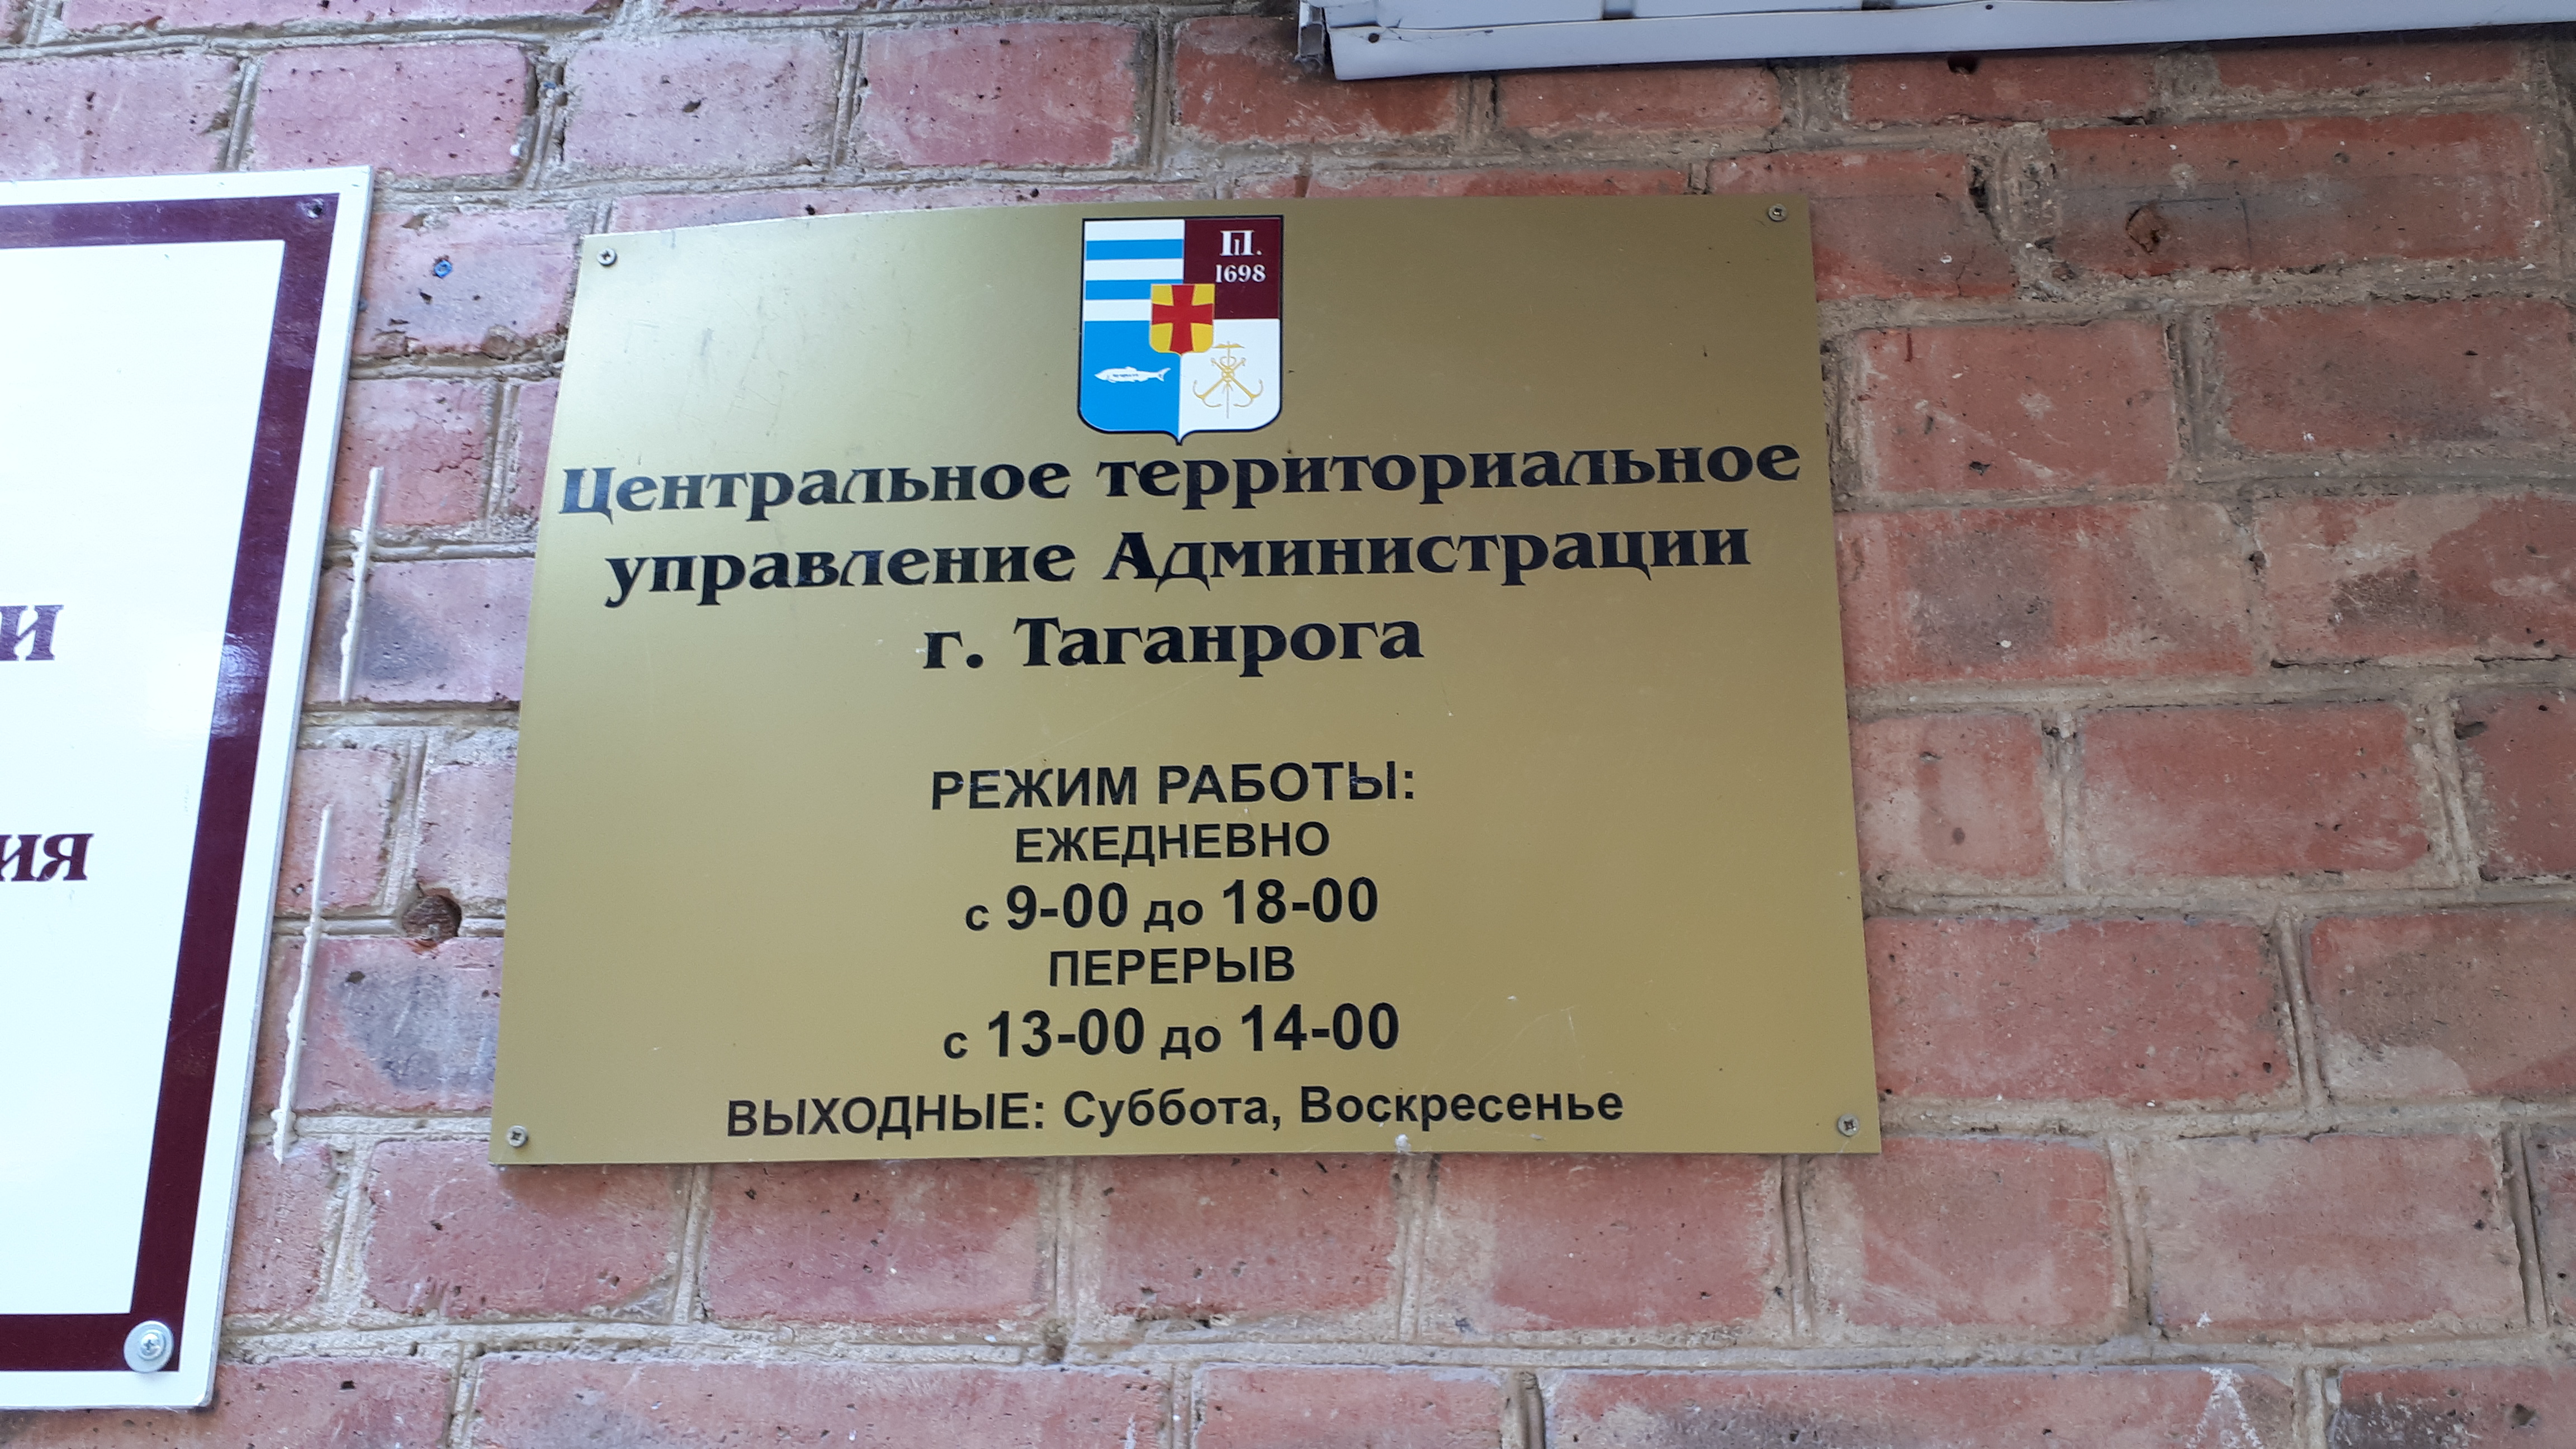 П.
1698
Центральное территориальное
управление Администрации
г. Таганрога
РЕЖИМ РАБОТЫ:
ЕЖЕДНЕВНО
с 9-00 до 18-00
ПЕРЕРЫВ
с 13-00 до 14-00
ВЫХОДНЫЕ: Суббота, Воскресенье